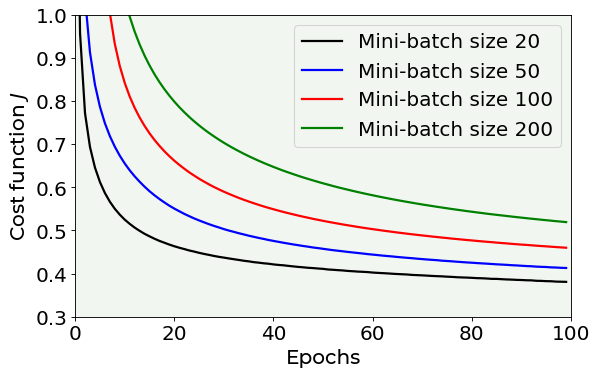 1.0
0.9
0.8
0.7
0.6
0.5
0.4
0.3
Cost function J
Mini-batch size 20
Mini-batch size 50
Mini-batch size 100
Mini-batch size 200
0 20 40 60 80 100
Epochs